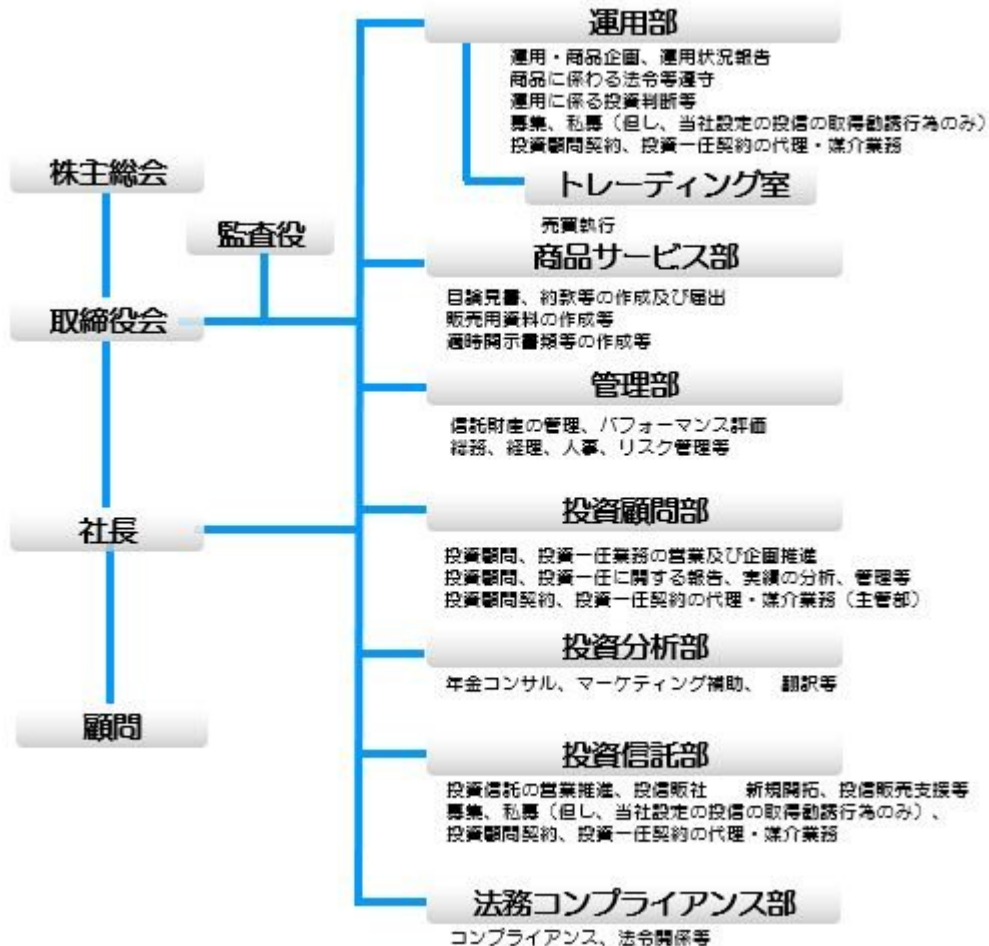 株主総会
監査役
取締役会
社長
顧問
運用部
運用・商品企画、運用状況報告
商品に係わる法令等遵守
運用に係る投資判断等
募集、私募（但し、当社設定の投信の取得勧誘行為のみ）
投資顧問契約、投資一任契約の代理・媒介業務
トレーディング室
売買執行
商品サービス部
目論見書、約款等の作成及び届出
販売用資料の作成等
適時開示書類等の作成等
管理部
信託財産の管理、パフォーマンス評価
総務、経理、人事、リスク管理等
投資顧問部
投資顧問、投資一任業務の営業及び企画推進
投資顧問、投資一任に関する報告、実績の分析、管理等
投資顧問契約、投資一任契約の代理・媒介業務（主管部）
投資分析部
年金コンサル、マーケティング補助、　翻訳等
投資信託部
投資信託の営業推進、投信販社　　新規開拓、投信販売支援等
募集、私募（但し、当社設定の投信の取得勧誘行為のみ）、
投資顧問契約、投資一任契約の代理・媒介業務
法務コンプライアンス部
コンプライアンス、法令関係等